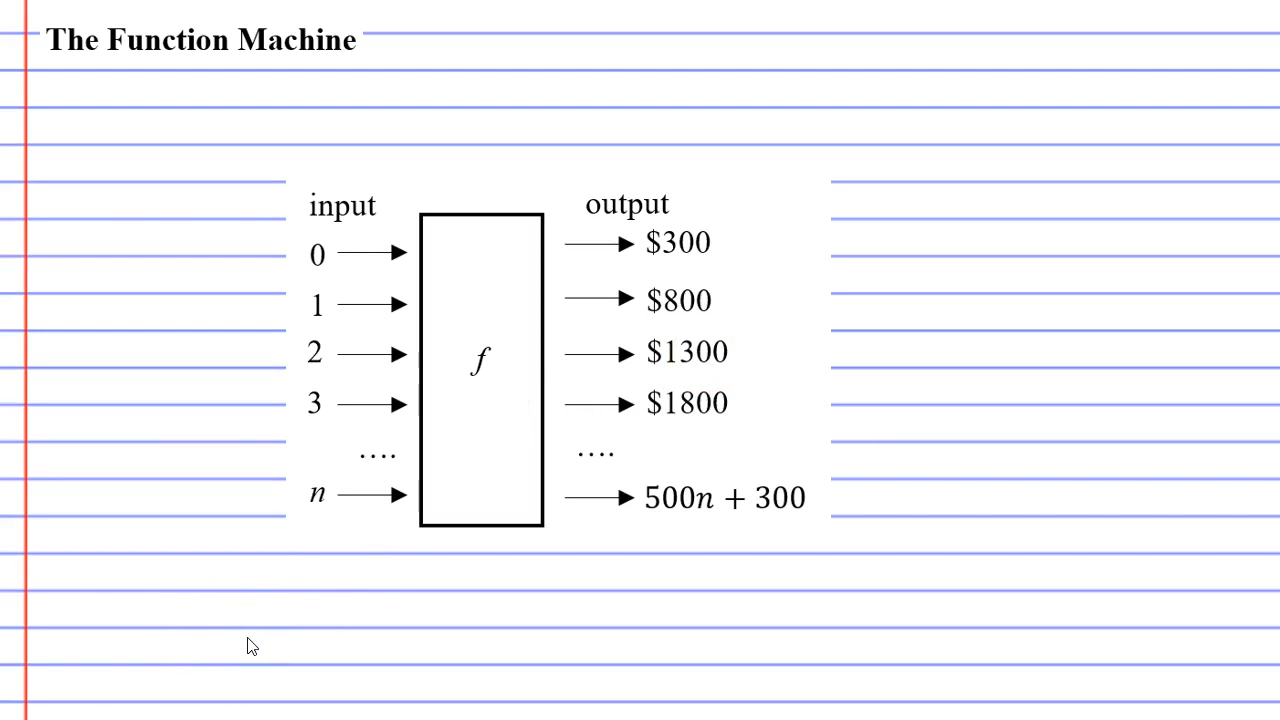 The Function Machine
input output
0 $300
1 $800
2 f $1300
3 $1800
.... ....
n 500n + 300